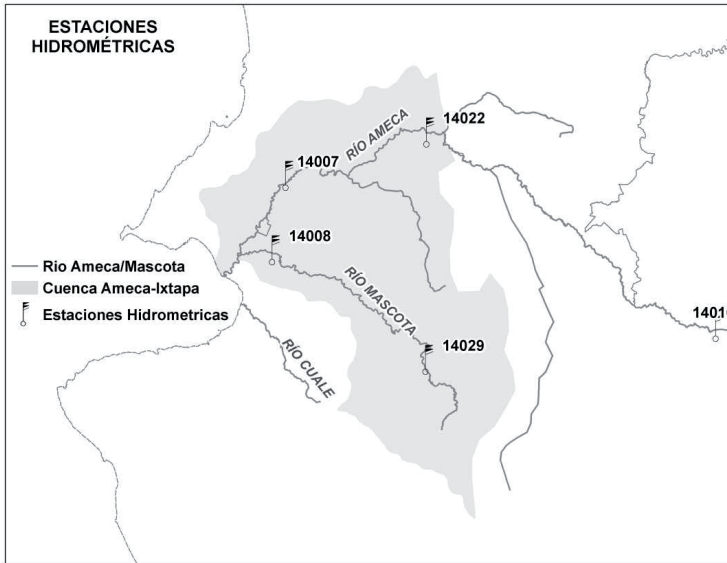 ESTACIONES
HIDROMÉTRICAS
14022
RÍO AMECA
14007
14008
Rio Ameca/Mascota
Cuenca Ameca-Ixtapa
Estaciones Hidrometricas
RÍO MASCOTA
14029
RÍO CUALE